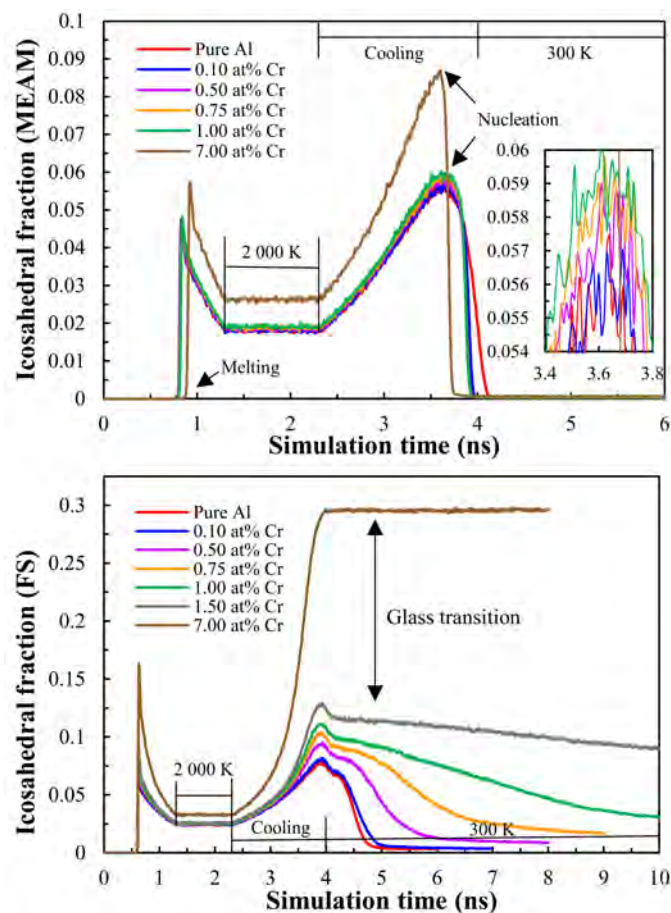 Icosahedral fraction (MEAM)
0.1
0.09
0.08
0.07
0.06
0.05
0.04
0.03
0.02
0.01
0
Pure Al
0.10 at% Cr
0.50 at% Cr
0.75 at% Cr
1.00 at% Cr
7.00 at% Cr
Cooling
300 K
Nucleation
2 000 K
Melting
0.06
0.059
0.057
0.056
0.055
0.054
3.4 3.6 3.8
0 1 2 3 4 5 6
Simulation time (ns)
Icosahedral fraction (FS)
0.3
0.25
0.2
0.15
0.1
0.05
0
Pure Al
0.10 at% Cr
0.50 at% Cr
0.75 at% Cr
1.00 at% Cr
1.50 at% Cr
7.00 at% Cr
Glass transition
2 000 K
Cooling
300 K
0 1 2 3 4 5 6 7 8 9 10
Simulation time (ns)